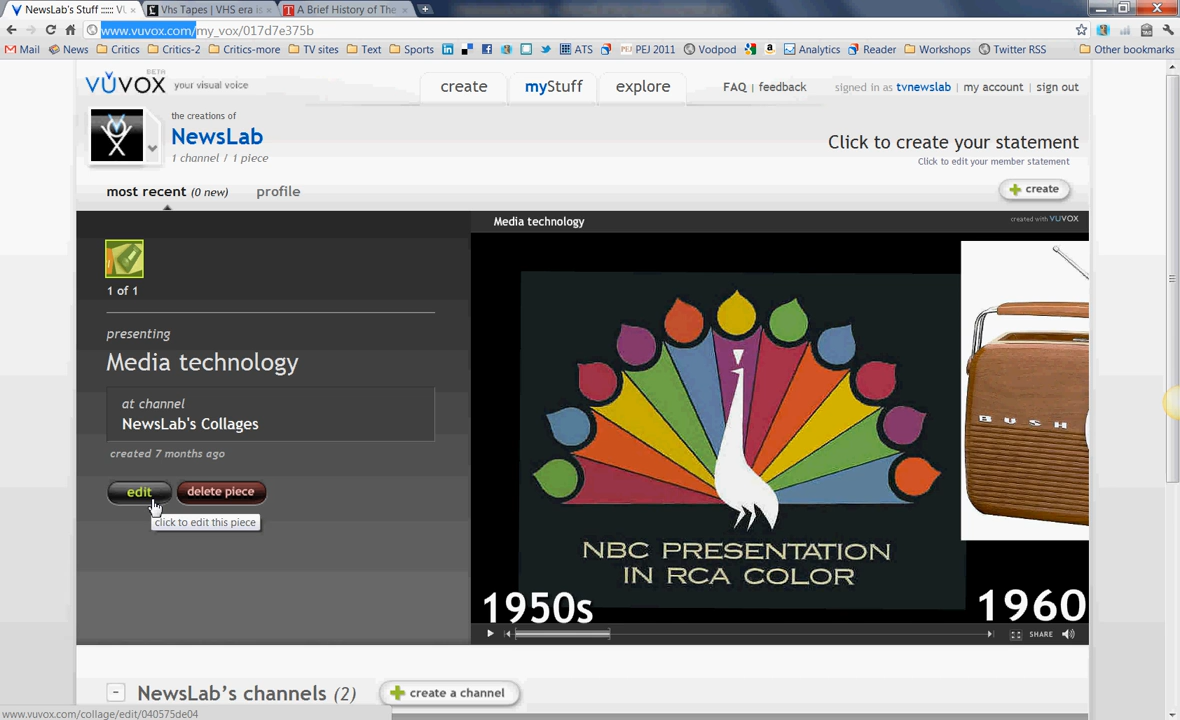 NewsLab's Stuff ::::: VU
Vhs Tapes | VHS era is
A Brief History of The
www.vuvox.com/my_vox/017d7e375b
Mail News Critics Critics-2 Critics-more TV sites Text Sports ATS PEJ 2011 Vodpod Analytics Reader Workshops Twitter RSS Other bookmarks
VUVOX BETA your visual voice
create myStuff explore
FAQ | feedback
signed in as tvnewslab | my account | sign out
the creations of
NewsLab
1 channel / 1 piece
Click to create your statement
Click to edit your member statement
most recent (0 new) profile
create
Media technology
created with VUVOX
1 of 1
presenting
Media technology
at channel
NewsLab's Collages
created 7 months ago
edit delete piece
click to edit this piece
BUSH
NBC PRESENTATION
IN RCA COLOR
1950s 1960
SHARE
NewsLab's channels (2) create a channel
www.vuvox.com/collage/edit/040575de04